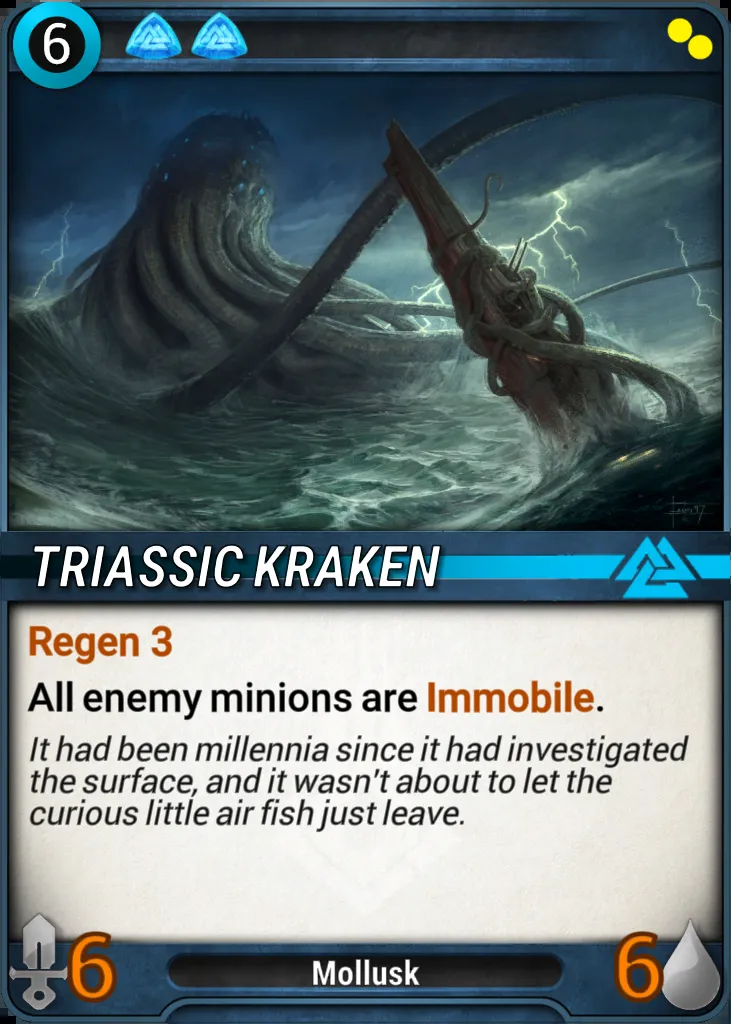 6
TRIASSIC KRAKEN
Regen 3
All enemy minions are Immobile.
It had been millennia since it had investigated
the surface, and it wasn't about to let the
curious little air fish just leave.
6
Mollusk
6